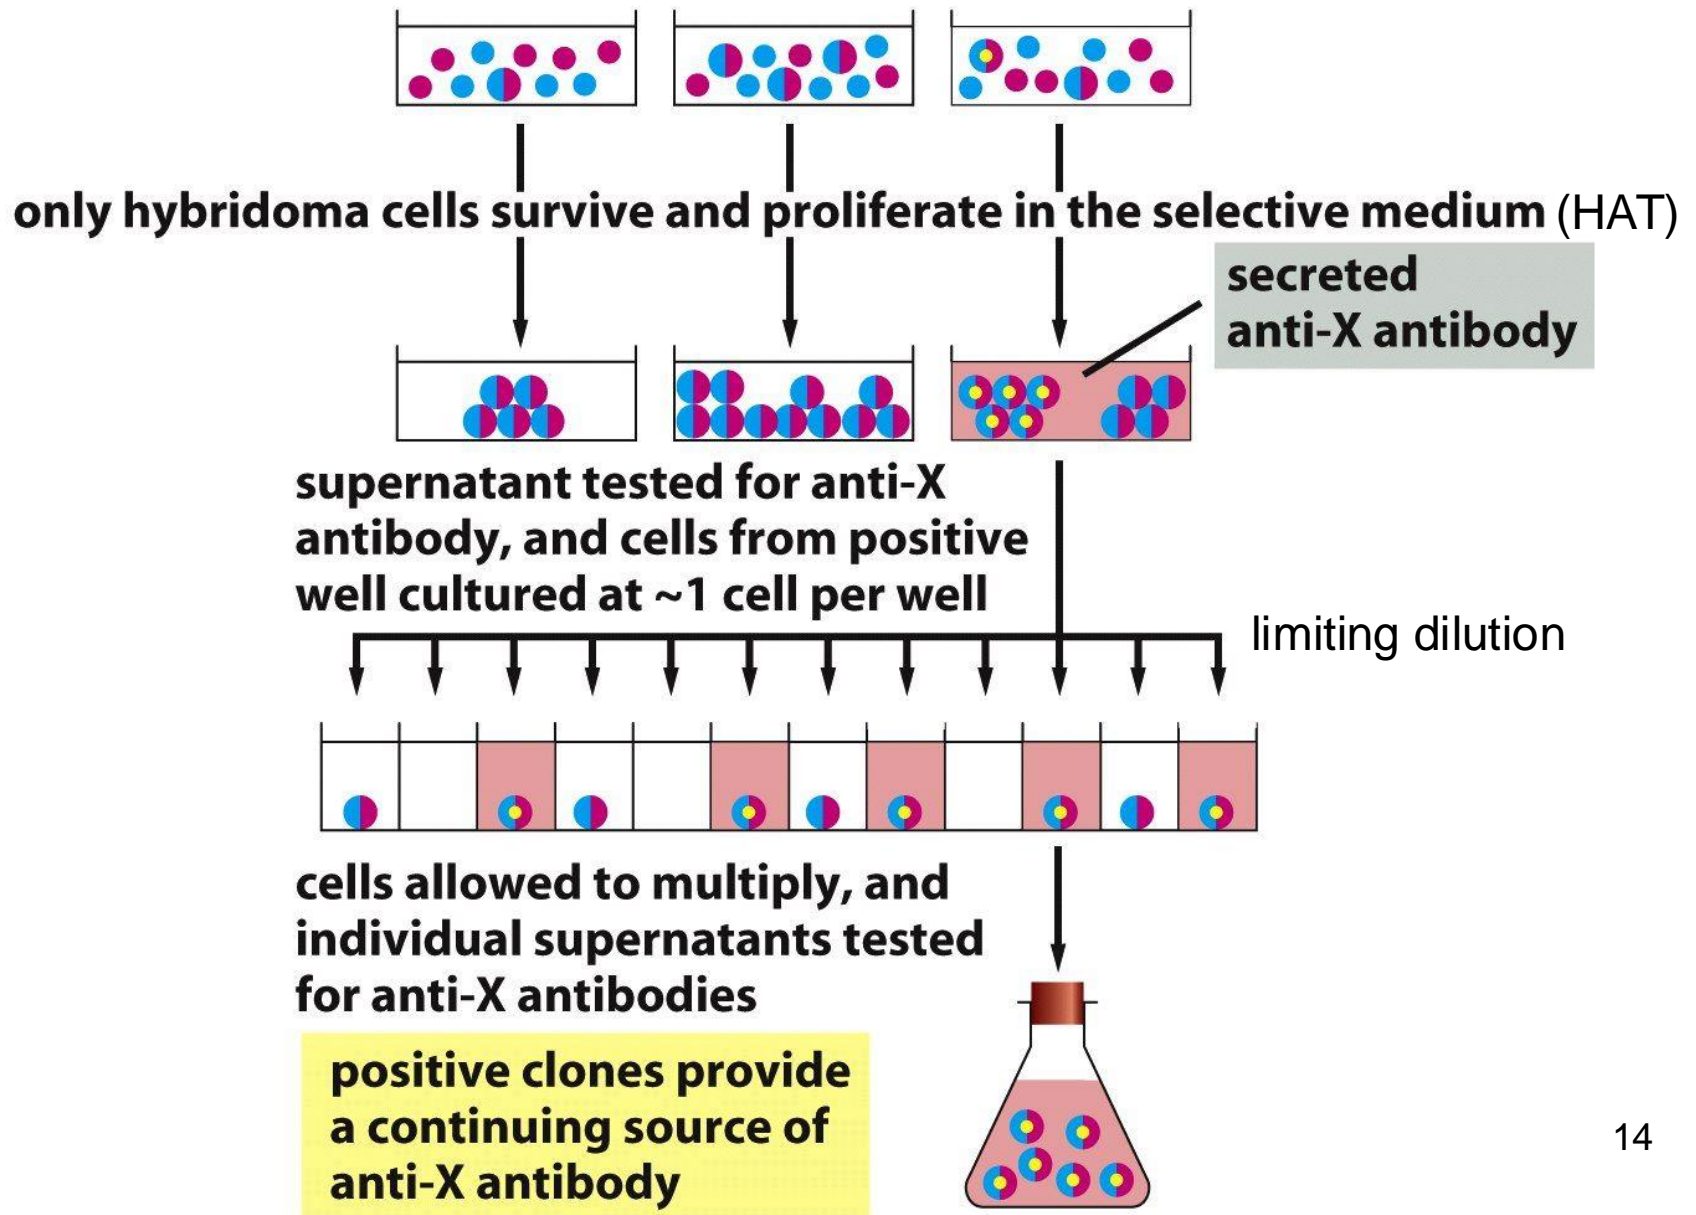 only hybridoma cells survive and proliferate in the selective medium (HAT)
secreted
anti-X antibody
supernatant tested for anti-X
antibody, and cells from positive
well cultured at ~1 cell per well
limiting dilution
cells allowed to multiply, and
individual supernatants tested
for anti-X antibodies
positive clones provide
a continuing source of
anti-X antibody
14